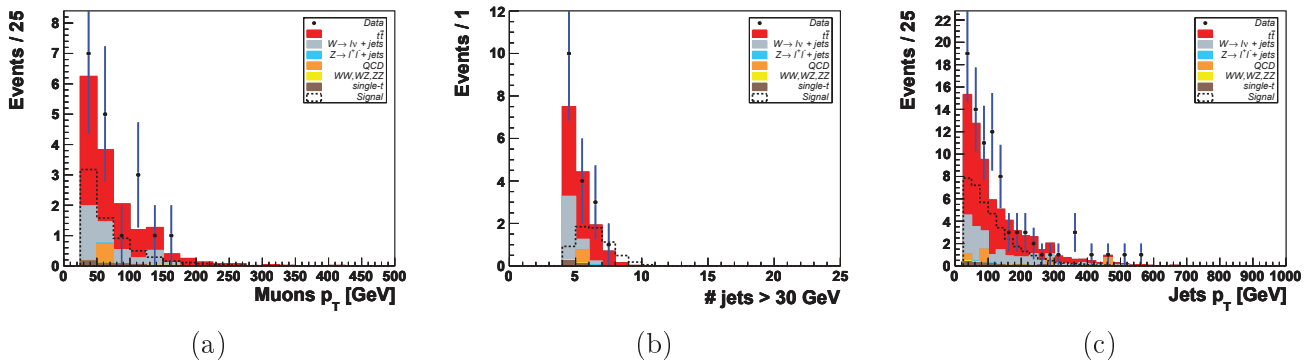 Events / 25
8
7
6
5
4
3
2
1
0
0 50 100 150 200 250 300 350 400 450 500
Muons p_T [GeV]
Data
tt̄
W→ lν + jets
Z→ l⁺l⁻ + jets
QCD
WW,WZ,ZZ
single-t
Signal
(a)
Events / 1
12
10
8
6
4
2
0
0 5 10 15 20 25
# jets > 30 GeV
Data
tt̄
W→ lν + jets
Z→ l⁺l⁻ + jets
QCD
WW,WZ,ZZ
single-t
Signal
(b)
Events / 25
22
20
18
16
14
12
10
8
6
4
2
0
0 100 200 300 400 500 600 700 800 900 1000
Jets p_T [GeV]
Data
tt̄
W→ lν + jets
Z→ l⁺l⁻ + jets
QCD
WW,WZ,ZZ
single-t
Signal
(c)